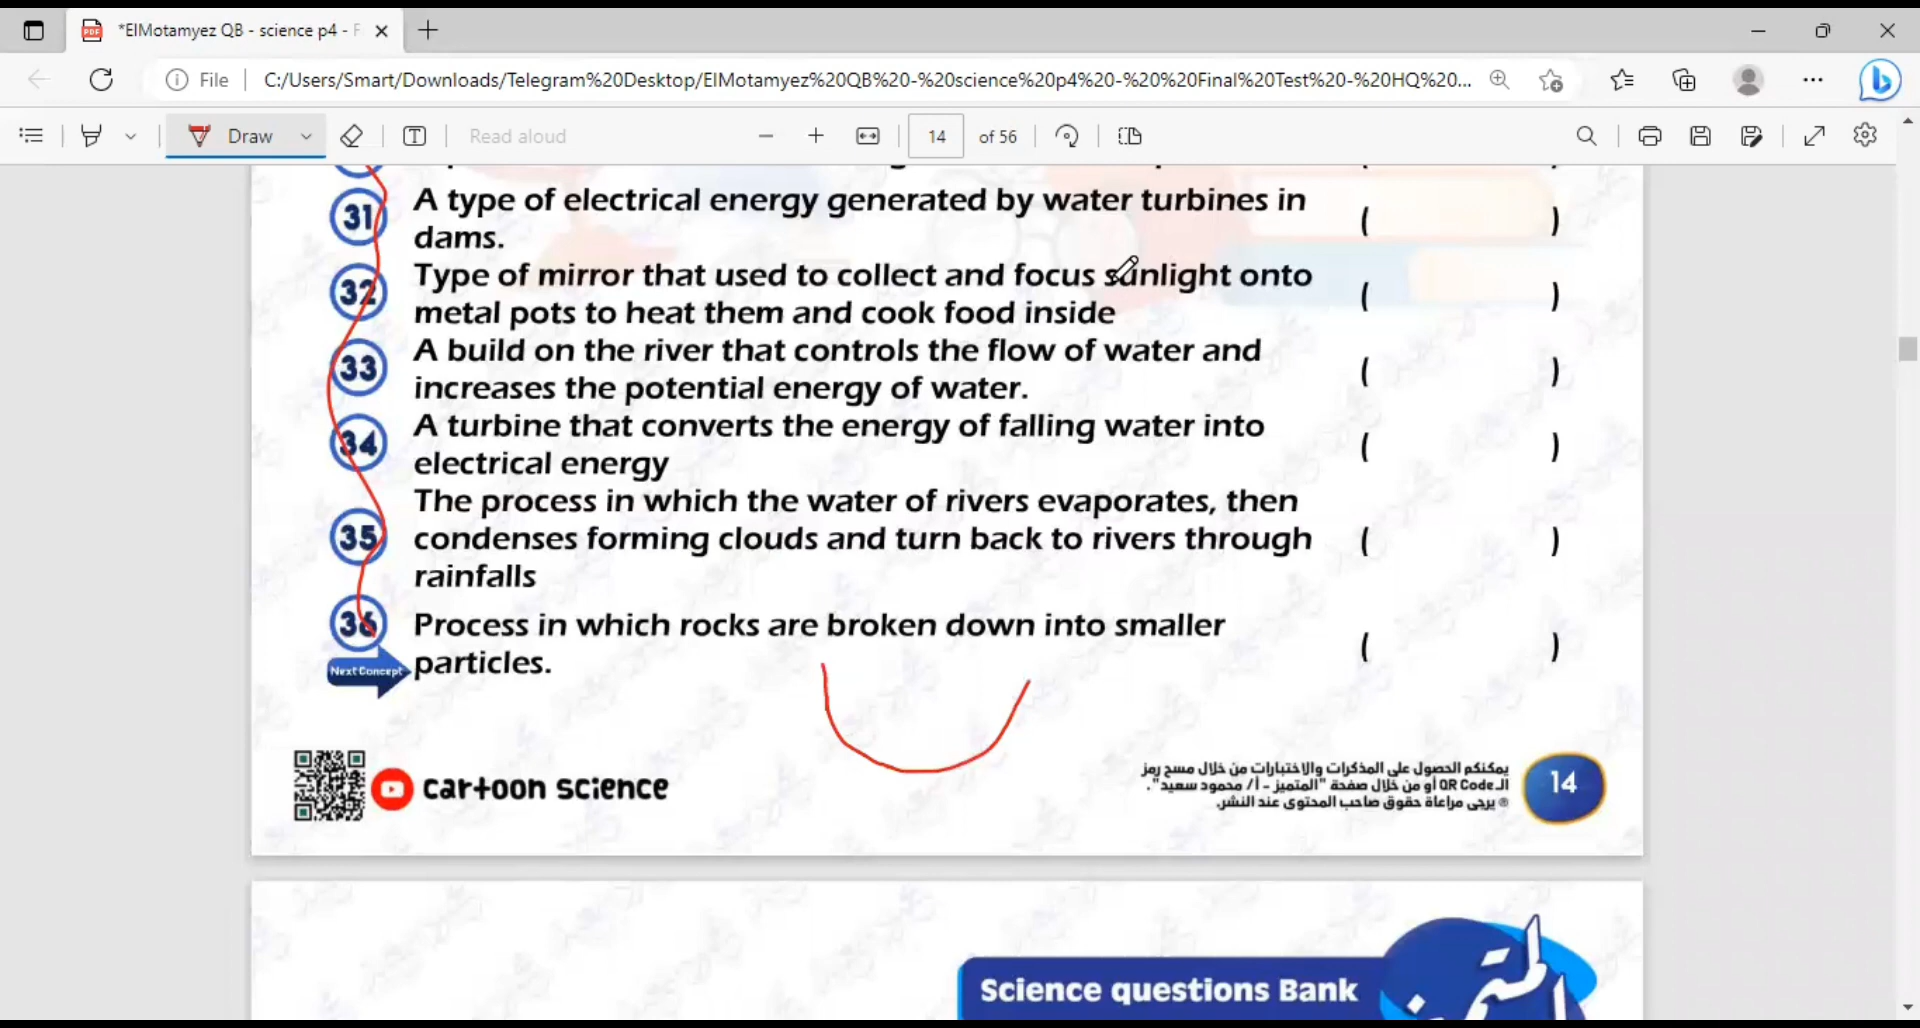 *ElMotamyez QB - science p4 - F
File
C:/Users/Smart/Downloads/Telegram%20Desktop/ElMotamyez%20QB%20-%20science%20p4%20-%20%20Final%20Test%20-%20HQ%20...
Draw
Read aloud
14 of 56
31 A type of electrical energy generated by water turbines in ( )
dams.
32 Type of mirror that used to collect and focus sunlight onto ( )
metal pots to heat them and cook food inside
33 A build on the river that controls the flow of water and ( )
increases the potential energy of water.
34 A turbine that converts the energy of falling water into ( )
electrical energy
The process in which the water of rivers evaporates, then
35 condenses forming clouds and turn back to rivers through ( )
rainfalls
36 Process in which rocks are broken down into smaller ( )
Next Concept particles.
cartoon science
يمكنكم الحصول على المذكرات والاختبارات من خلال مسح رمز
الـ QR Code أو من خلال صفحة "المتميز - أ/ محمود سعيد".
® يرجى مراعاة حقوق صاحب المحتوى عند النشر.
14
Science questions Bank